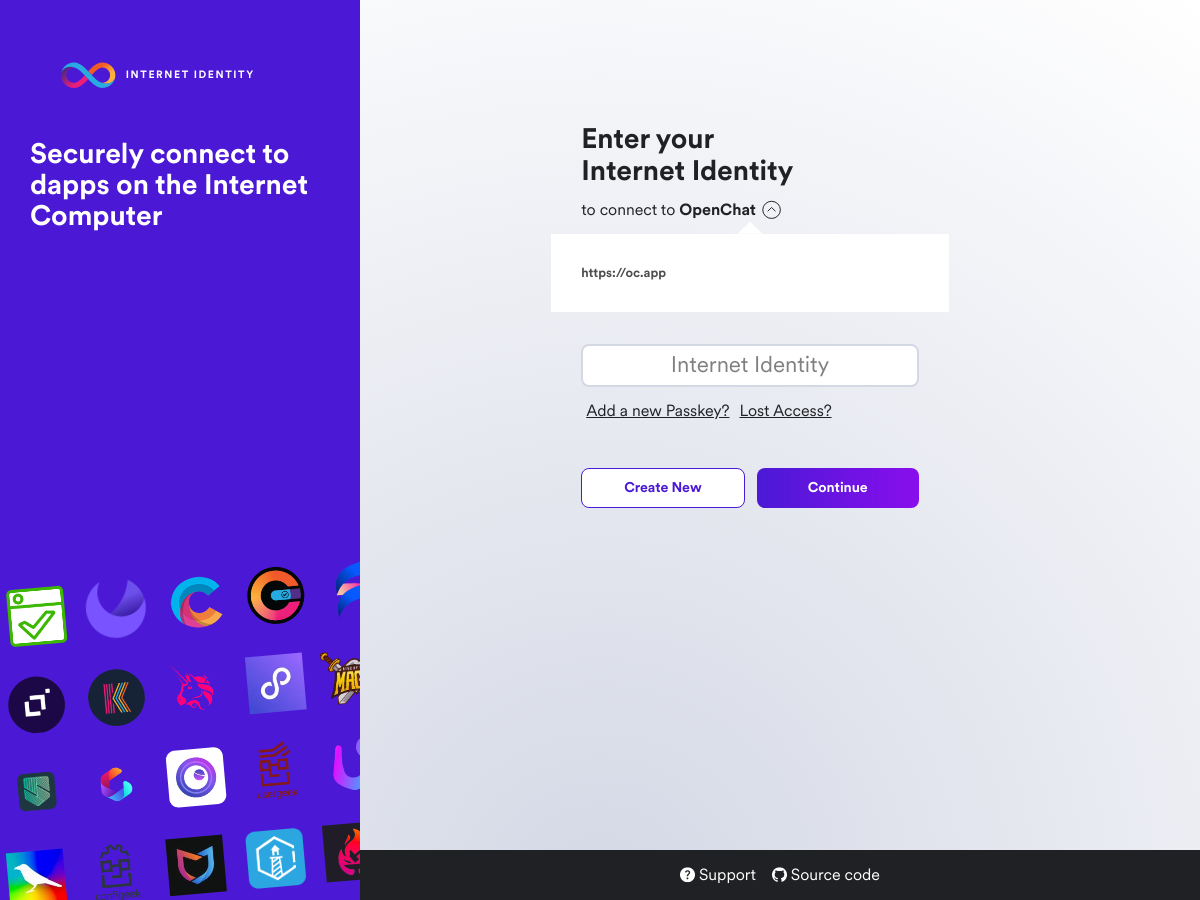 INTERNET IDENTITY
Securely connect to
dapps on the Internet
Computer
Enter your
Internet Identity
to connect to OpenChat
https://oc.app
Internet Identity
Add a new Passkey? Lost Access?
Create New Continue
Support Source code